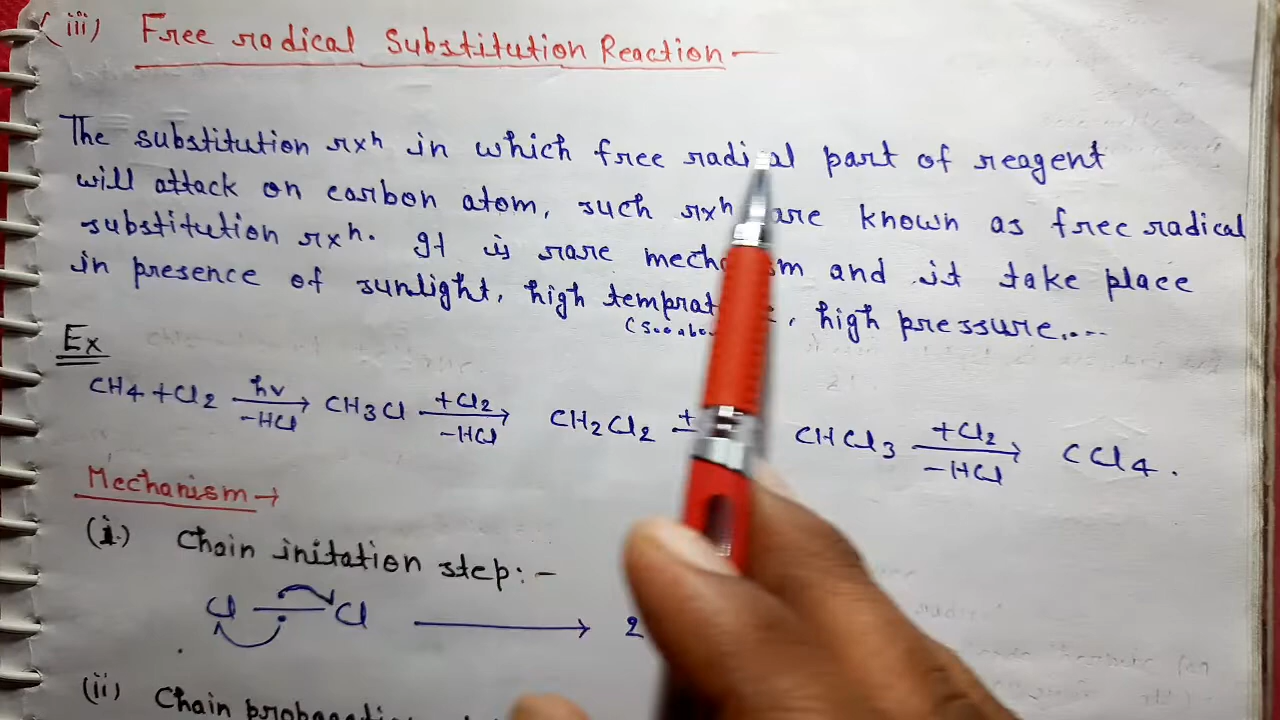 (iii) Free radical Substitution Reaction -
The substitution rxn in which free radical part of reagent
will attack on carbon atom, such rxn are known as free radical
substitution rxn. It is rare mechanism and it take place
in presence of sunlight, high temprature, high pressure....
Ex
CH4 + Cl2 hv -HCl → CH3Cl +Cl2 -HCl → CH2Cl2 + CHCl3 +Cl2 -HCl → CCl4.
Mechanism →
(i.) Chain initation step:-
Cl — Cl → 2
(ii) Chain